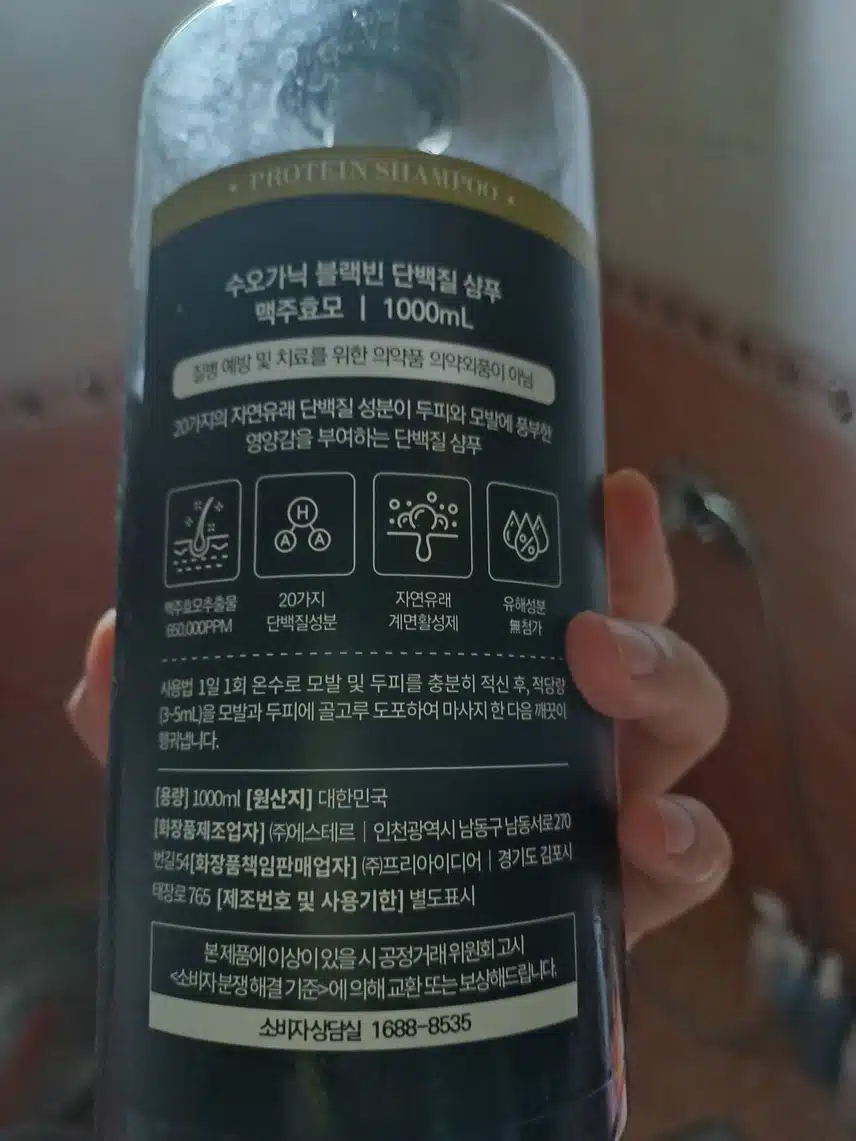 • PROTEIN SHAMPOO •
수오가닉 블랙빈 단백질 샴푸
맥주효모 | 1000mL
질병 예방 및 치료를 위한 의약품 의약외품이 아님
20가지의 자연유래 단백질 성분이 두피와 모발에 풍부한
영양감을 부여하는 단백질 샴푸
H
A A
맥주효모추출물 20가지 자연유래 유해성분
650,000PPM 단백질성분 계면활성제 無첨가
사용법 1일 1회 온수로 모발 및 두피를 충분히 적신 후, 적당량
(3-5mL)을 모발과 두피에 골고루 도포하여 마사지 한 다음 깨끗이
헹궈냅니다.
[용량] 1000ml [원산지] 대한민국
[화장품제조업자] ㈜에스테르 | 인천광역시 남동구 남동서로270
번길54[화장품책임판매업자] ㈜프리아이디어 | 경기도 김포시
태장로 765 [제조번호 및 사용기한] 별도표시
본 제품에 이상이 있을 시 공정거래 위원회 고시
<소비자 분쟁 해결 기준>에 의해 교환 또는 보상해드립니다.
소비자상담실 1688-8535